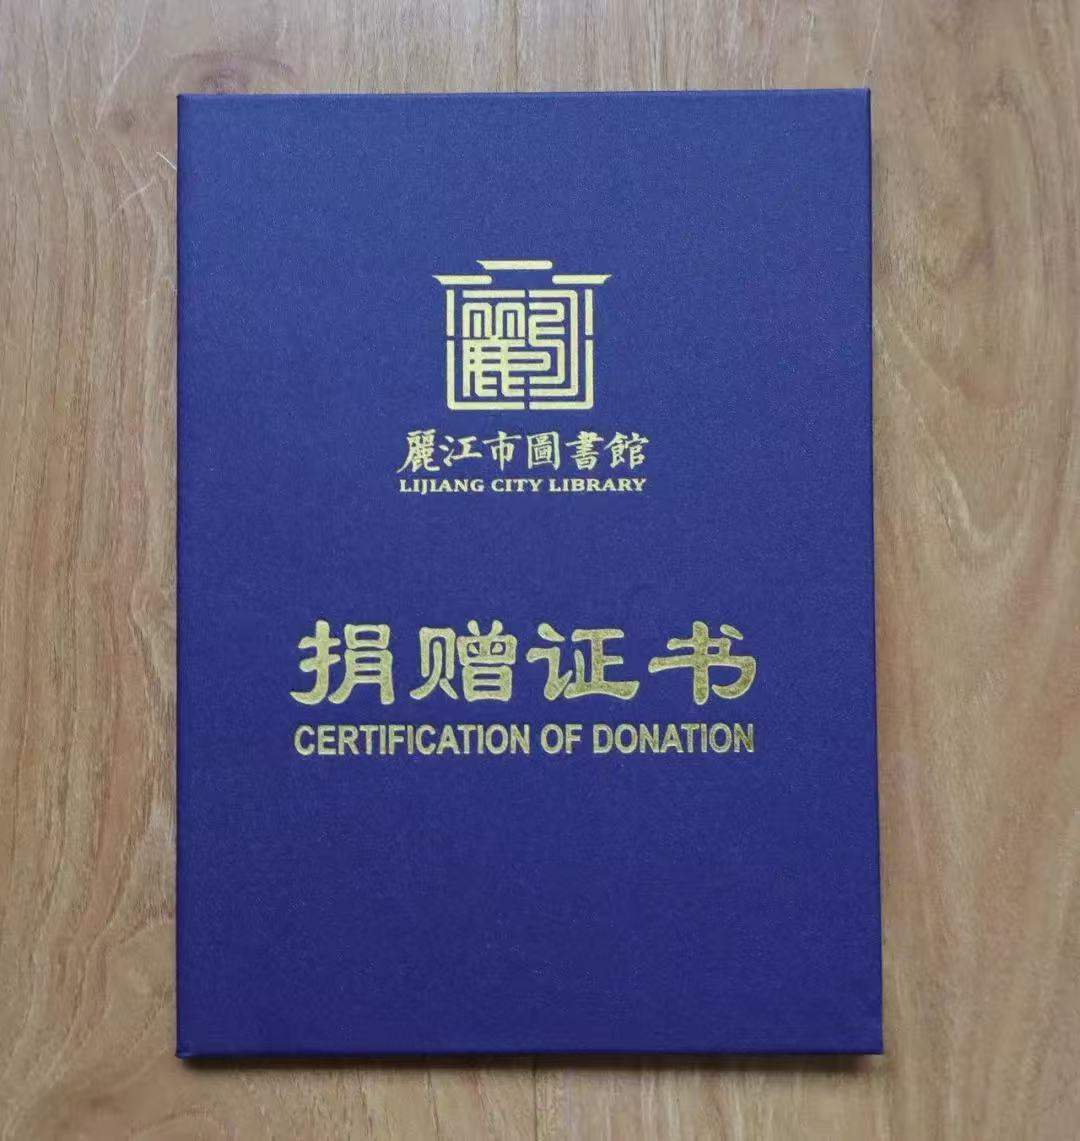 麗江市圖書館
LIJIANG CITY LIBRARY
捐赠证书
CERTIFICATION OF DONATION